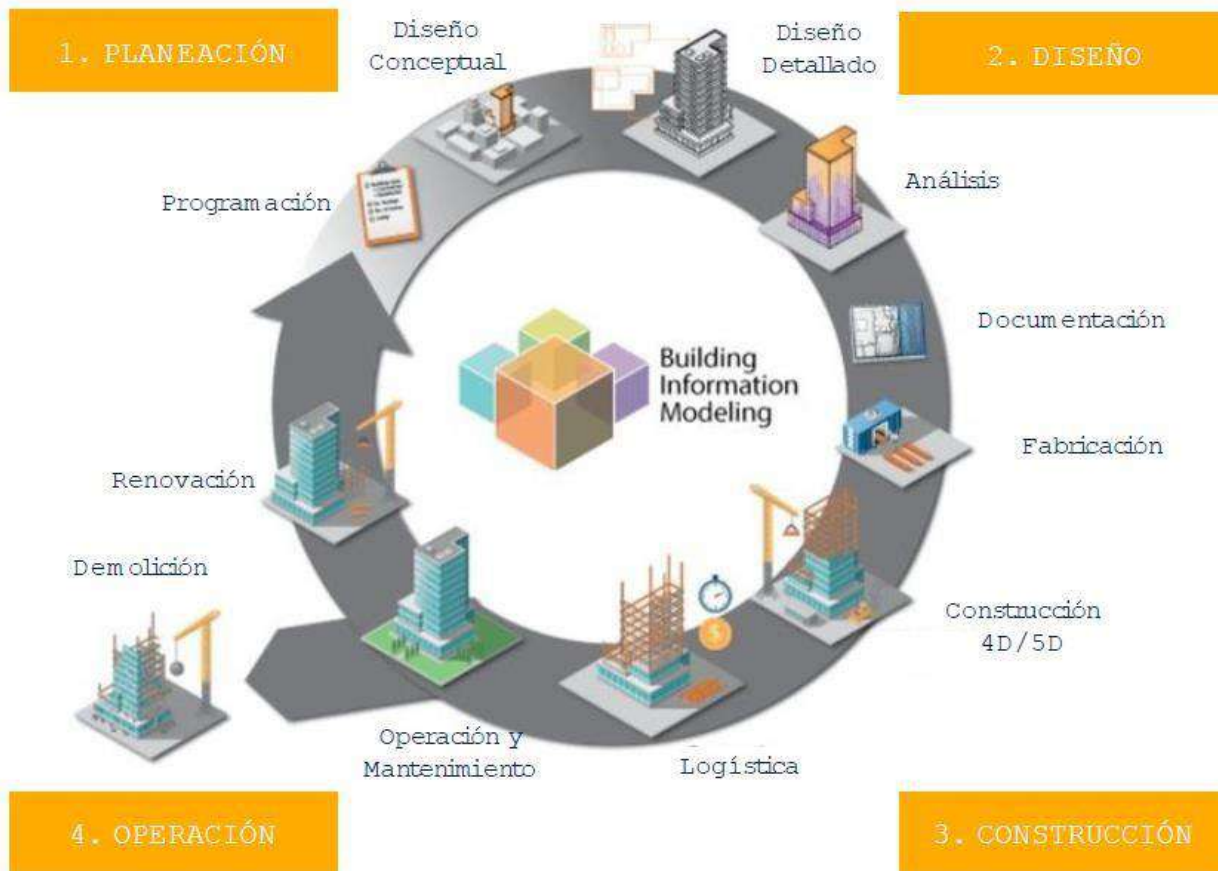 1. PLANEACIÓN
Diseño
Conceptual
Diseño
Detallado
2. DISEÑO
Programación
Análisis
Documentación
Building
Information
Modeling
Fabricación
Renovación
Demolición
Construcción
4D/5D
Operación y
Mantenimiento
Logística
4. OPERACIÓN
3. CONSTRUCCIÓN